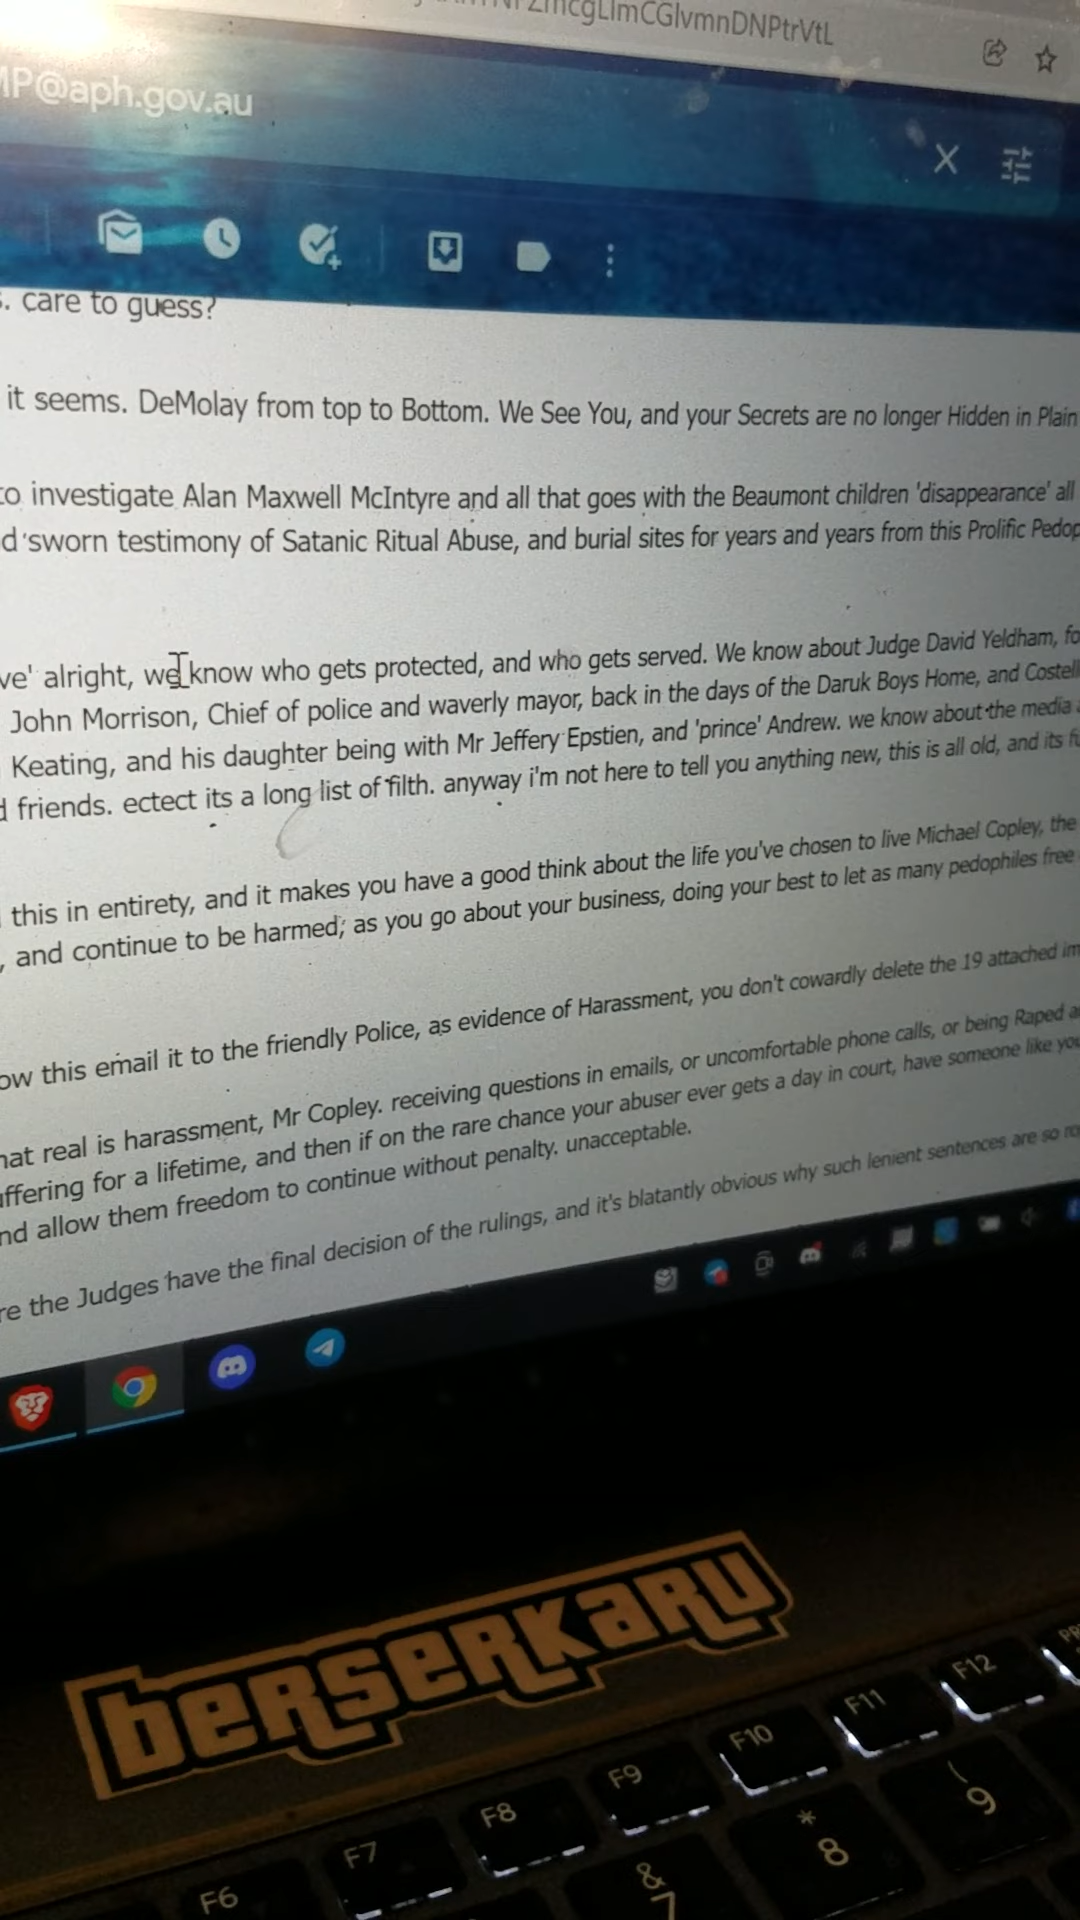 MP@aph.gov.au
. care to guess?
it seems. DeMolay from top to Bottom. We See You, and your Secrets are no longer Hidden in Plain
to investigate Alan Maxwell McIntyre and all that goes with the Beaumont children 'disappearance' all
d sworn testimony of Satanic Ritual Abuse, and burial sites for years and years from this Prolific Pedop
ve' alright, we know who gets protected, and who gets served. We know about Judge David Yeldham, fo
John Morrison, Chief of police and waverly mayor, back in the days of the Daruk Boys Home, and Costell
Keating, and his daughter being with Mr Jeffery Epstien, and 'prince' Andrew. we know about the media
d friends. ectect its a long list of filth. anyway i'm not here to tell you anything new, this is all old, and its fu
this in entirety, and it makes you have a good think about the life you've chosen to live Michael Copley, the
, and continue to be harmed; as you go about your business, doing your best to let as many pedophiles free
ow this email it to the friendly Police, as evidence of Harassment, you don't cowardly delete the 19 attached im
hat real is harassment, Mr Copley. receiving questions in emails, or uncomfortable phone calls, or being Raped a
uffering for a lifetime, and then if on the rare chance your abuser ever gets a day in court, have someone like you
nd allow them freedom to continue without penalty. unacceptable.
re the Judges have the final decision of the rulings, and it's blatantly obvious why such lenient sentences are so ro
berserkaru
F6 F7 F8 F9 F10 F11 F12 PR
& 7 * 8 ( 9